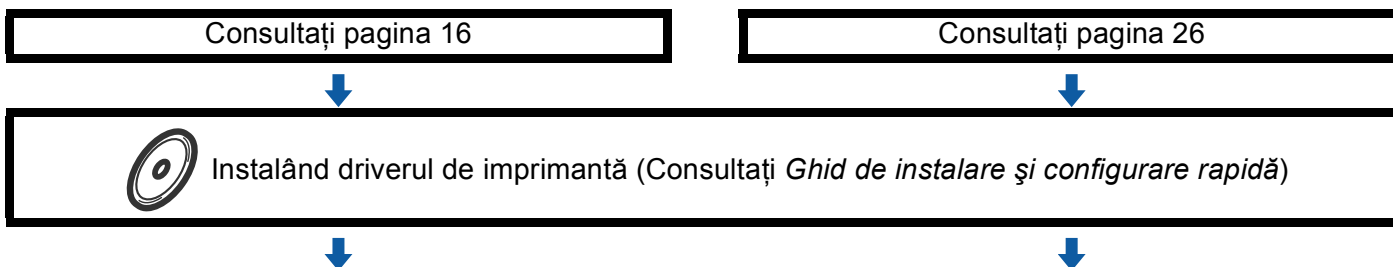 Consultați pagina 16
Consultați pagina 26
Instalând driverul de imprimantă (Consultați Ghid de instalare şi configurare rapidă)